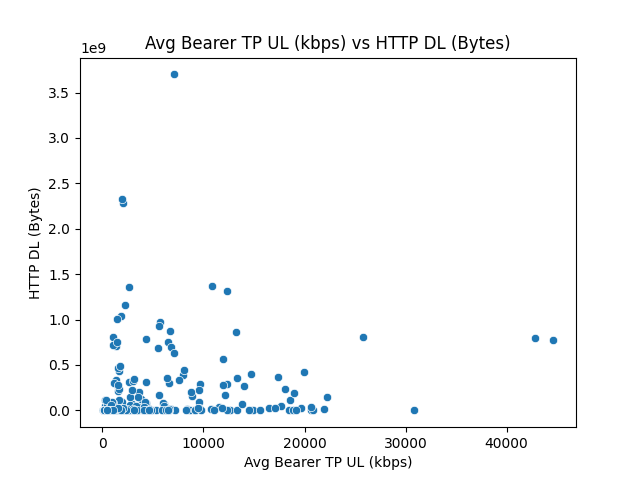 Avg Bearer TP UL (kbps) vs HTTP DL (Bytes)
1e9
3.5
3.0
2.5
2.0
1.5
1.0
0.5
0.0
HTTP DL (Bytes)
0 10000 20000 30000 40000
Avg Bearer TP UL (kbps)